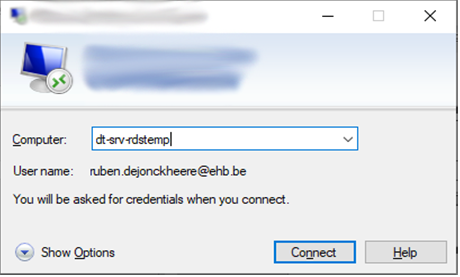 Computer:
dt-srv-rdstemp
User name: ruben.dejonckheere@ehb.be
You will be asked for credentials when you connect.
Show Options
Connect
Help